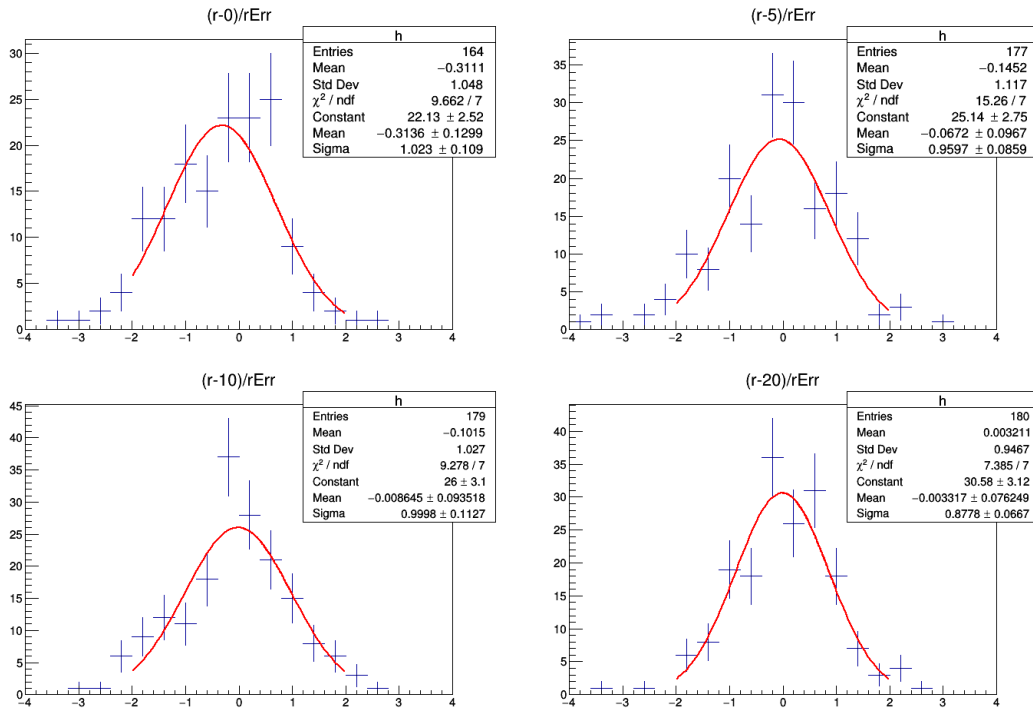 (r-0)/rErr
h
Entries 164
Mean −0.3111
Std Dev 1.048
χ² / ndf 9.662 / 7
Constant 22.13 ± 2.52
Mean −0.3136 ± 0.1299
Sigma 1.023 ± 0.109
30
25
20
15
10
5
0
−4 −3 −2 −1 0 1 2 3 4
(r-5)/rErr
h
Entries 177
Mean −0.1452
Std Dev 1.117
χ² / ndf 15.26 / 7
Constant 25.14 ± 2.75
Mean −0.0672 ± 0.0967
Sigma 0.9597 ± 0.0859
35
30
25
20
15
10
5
0
−4 −3 −2 −1 0 1 2 3 4
(r-10)/rErr
h
Entries 179
Mean −0.1015
Std Dev 1.027
χ² / ndf 9.278 / 7
Constant 26 ± 3.1
Mean −0.008645 ± 0.093518
Sigma 0.9998 ± 0.1127
45
40
35
30
25
20
15
10
5
0
−4 −3 −2 −1 0 1 2 3 4
(r-20)/rErr
h
Entries 180
Mean 0.003211
Std Dev 0.9467
χ² / ndf 7.385 / 7
Constant 30.58 ± 3.12
Mean −0.003317 ± 0.076249
Sigma 0.8778 ± 0.0667
40
35
30
25
20
15
10
5
0
−4 −3 −2 −1 0 1 2 3 4